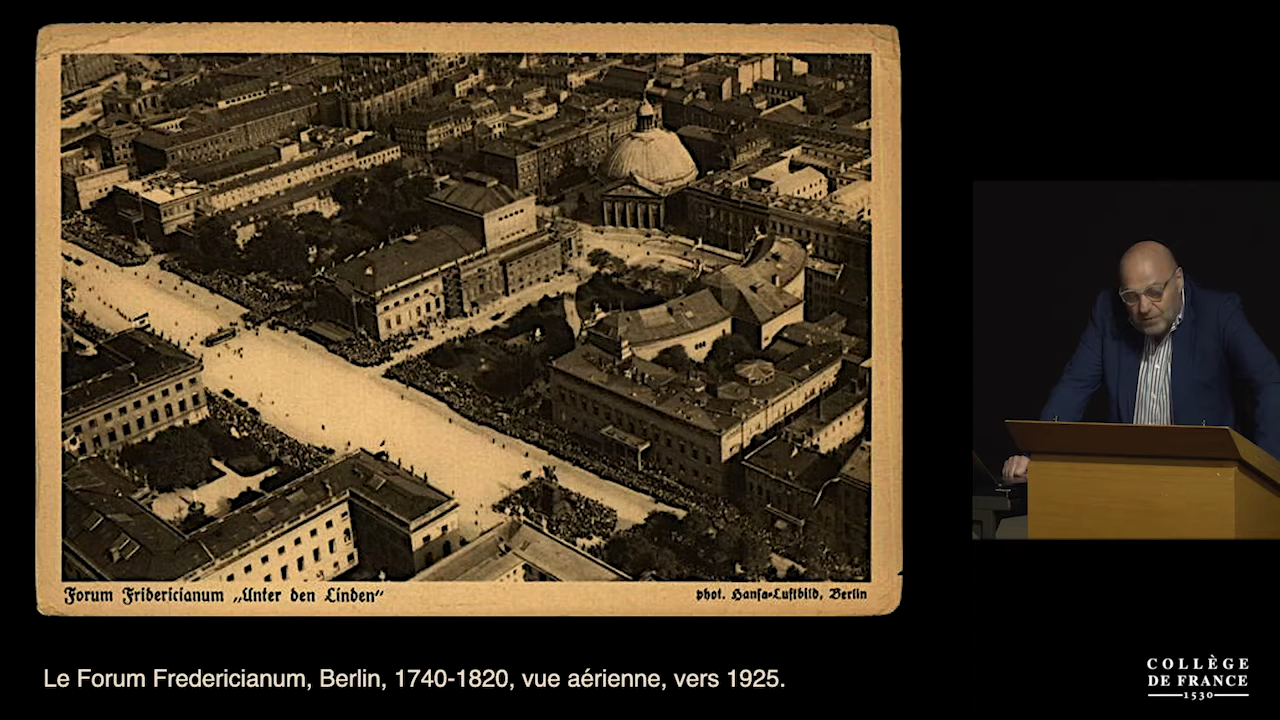 Forum Fridericianum „Unter den Linden“
phot. Hansa-Luftbild, Berlin
Le Forum Fredericianum, Berlin, 1740-1820, vue aérienne, vers 1925.
COLLÈGE
DE FRANCE
1530